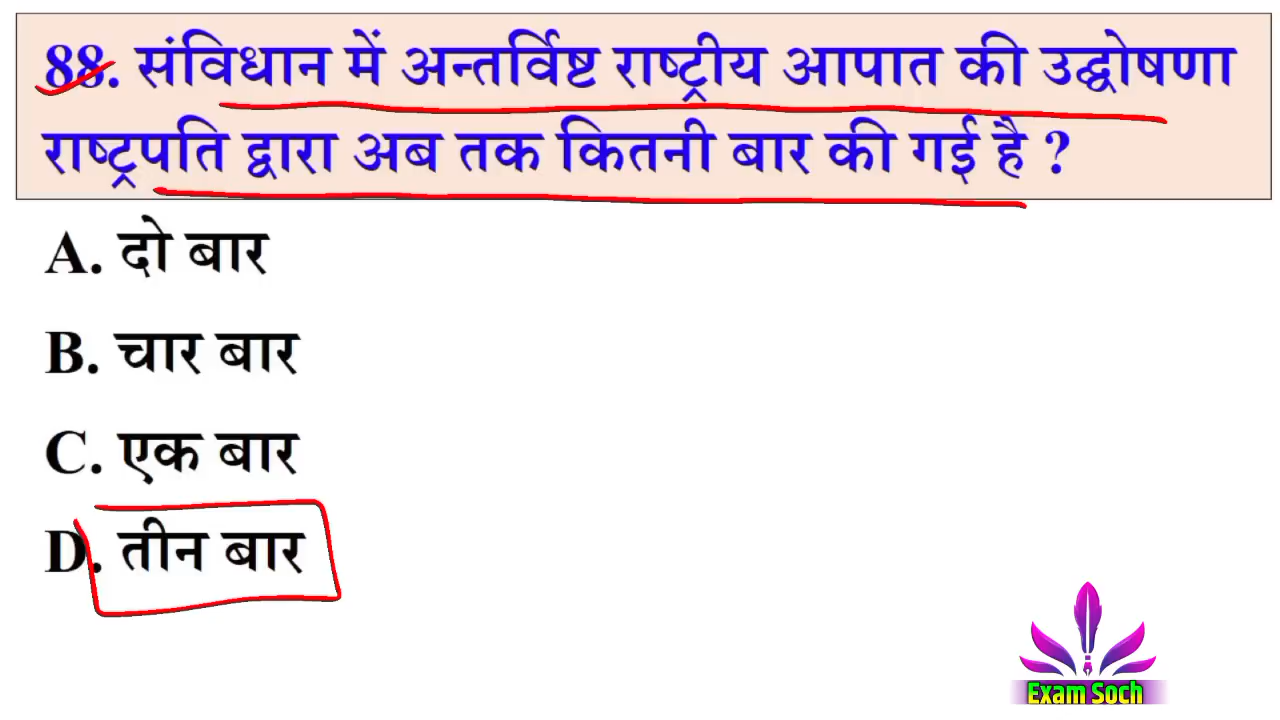 88. संविधान में अन्तर्विष्ट राष्ट्रीय आपात की उद्घोषणा
राष्ट्रपति द्वारा अब तक कितनी बार की गई है ?
A. दो बार
B. चार बार
C. एक बार
D. तीन बार
Exam Soch